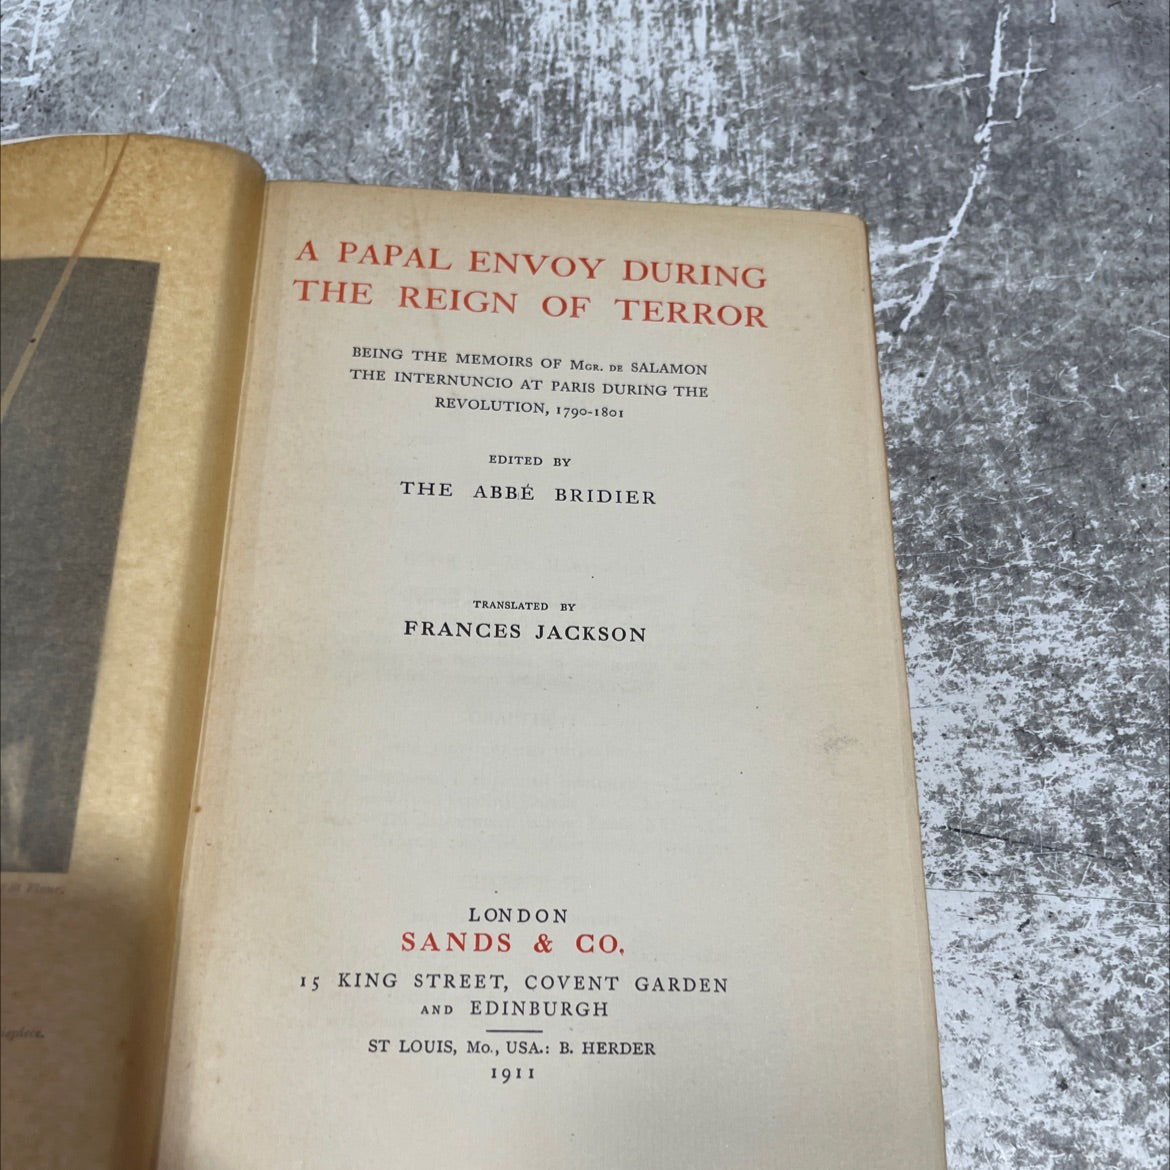 A PAPAL ENVOY DURING
THE REIGN OF TERROR
BEING THE MEMOIRS OF MGR. DE SALAMON
THE INTERNUNCIO AT PARIS DURING THE
REVOLUTION, 1790-1801
EDITED BY
THE ABBÉ BRIDIER
TRANSLATED BY
FRANCES JACKSON
LONDON
SANDS & CO.
15 KING STREET, COVENT GARDEN
AND EDINBURGH
ST LOUIS, Mo., USA.: B. HERDER
1911